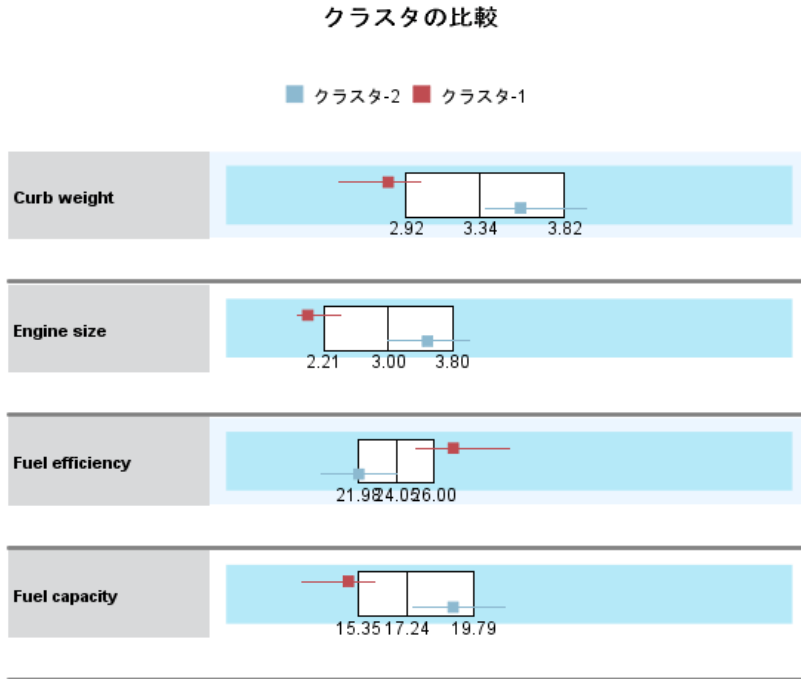 クラスタの比較
クラスタ-2 クラスタ-1
Curb weight
2.92 3.34 3.82
Engine size
2.21 3.00 3.80
Fuel efficiency
21.98 24.05 26.00
Fuel capacity
15.35 17.24 19.79